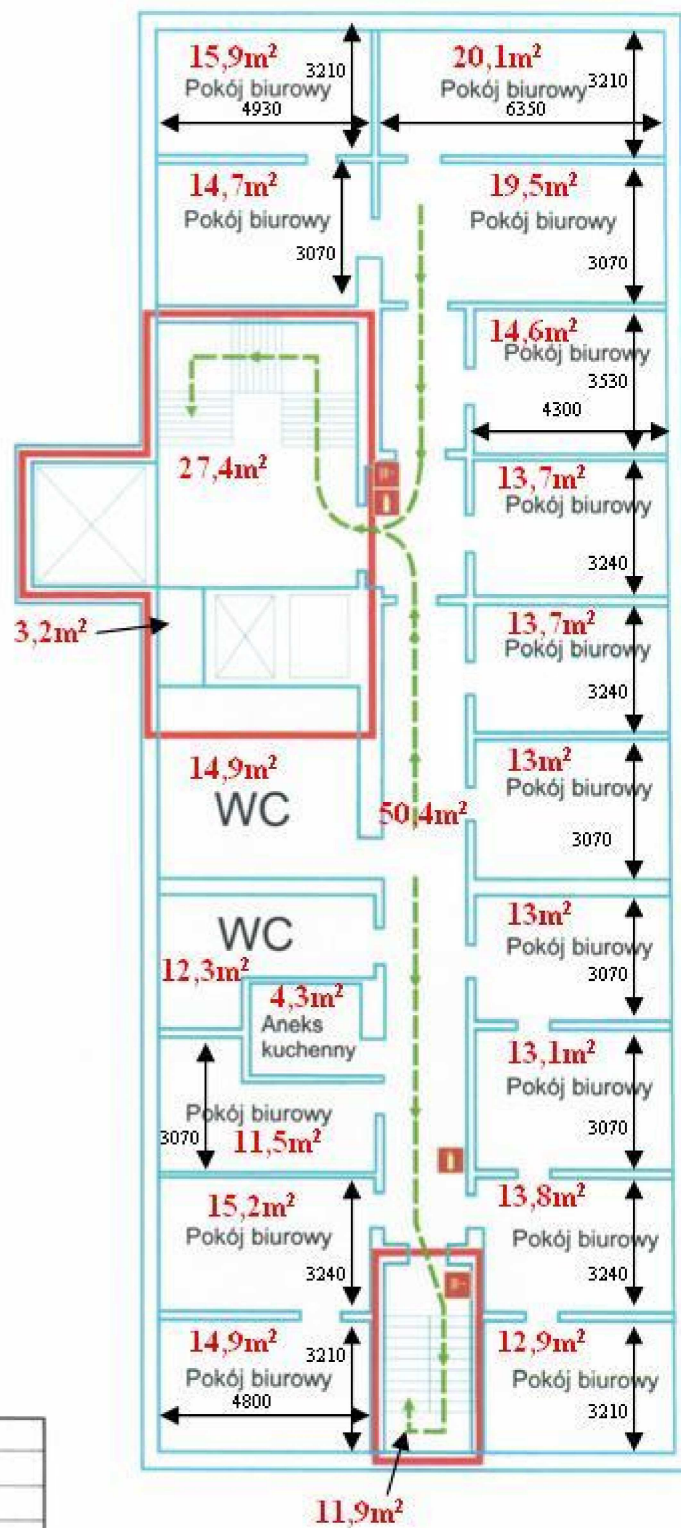 15,9m²
Pokój biurowy
3210
4930
20,1m²
Pokój biurowy
3210
6350
14,7m²
Pokój biurowy
3070
19,5m²
Pokój biurowy
3070
14,6m²
Pokój biurowy
3530
4300
27,4m²
13,7m²
Pokój biurowy
3240
3,2m²
13,7m²
Pokój biurowy
3240
14,9m²
WC
50,4m²
13m²
Pokój biurowy
3070
WC
12,3m²
13m²
Pokój biurowy
3070
4,3m²
Aneks
kuchenny
13,1m²
Pokój biurowy
3070
Pokój biurowy
3070
11,5m²
15,2m²
Pokój biurowy
3240
13,8m²
Pokój biurowy
3240
14,9m²
Pokój biurowy
3210
4800
12,9m²
Pokój biurowy
3210
11,9m²